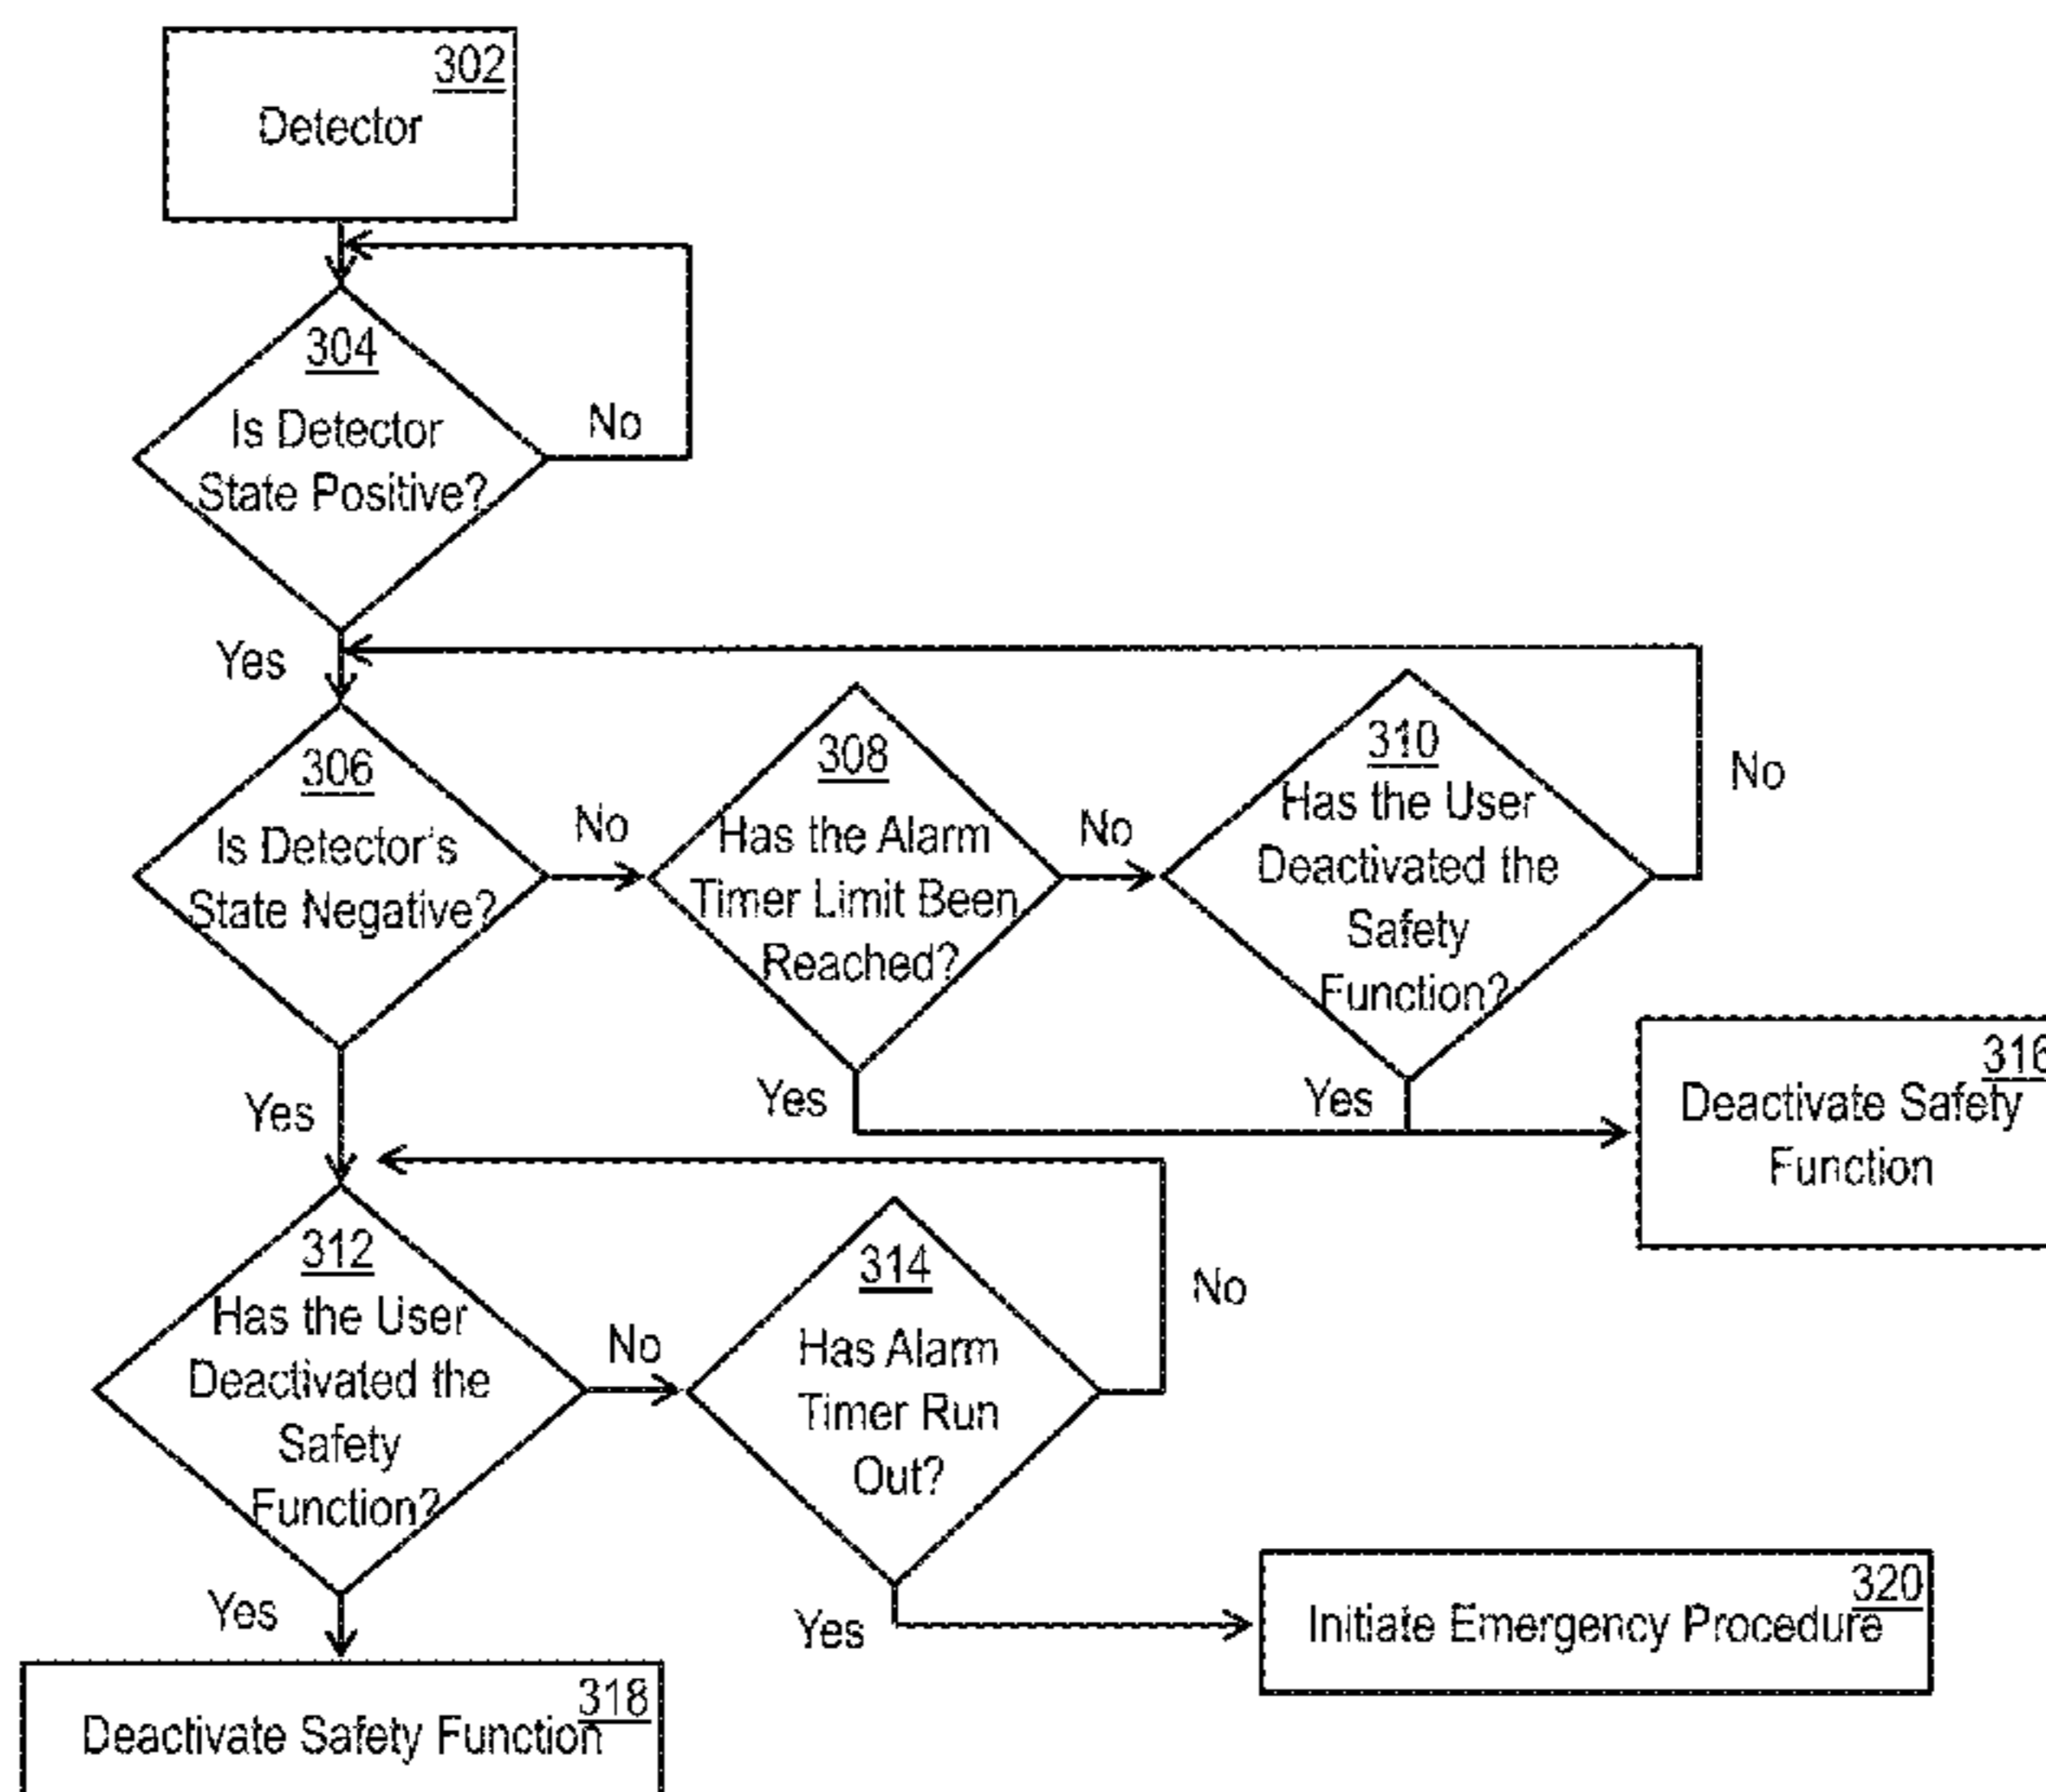 302
Detector
304
Is Detector
State Positive?
No
Yes
306
Is Detector's
State Negative?
No
308
Has the Alarm
Timer Limit Been
Reached?
No
310
Has the User
Deactivated the
Safety
Function?
No
Yes
Yes
Yes
316
Deactivate Safety
Function
312
Has the User
Deactivated the
Safety
Function?
No
314
Has Alarm
Timer Run
Out?
No
Yes
Yes
320
Initiate Emergency Procedure
318
Deactivate Safety Function